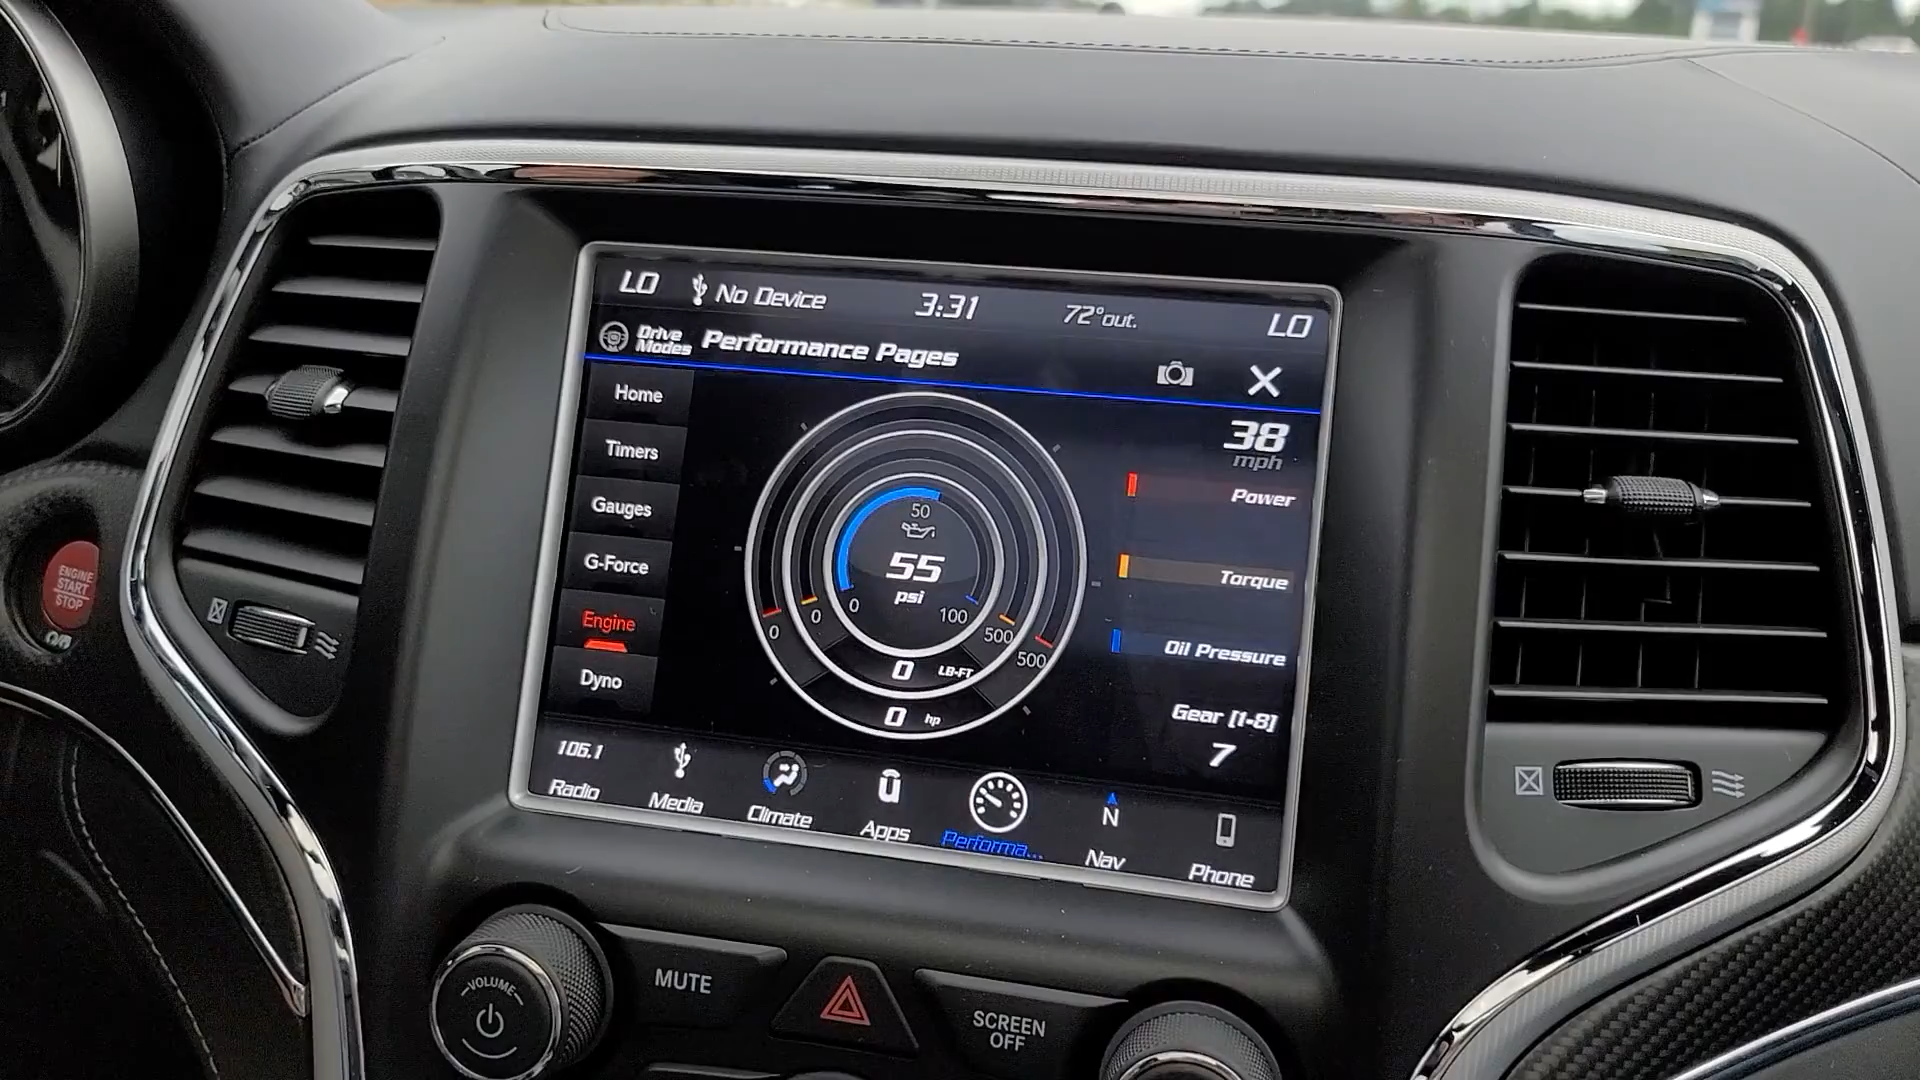 LO No Device 3:31 72°out. LO
Drive
Modes
Performance Pages
Home
Timers
Gauges
G-Force
Engine
Dyno
50
55
psi
0 100
0 500
0 500
0 LB-FT
0 hp
38
mph
Power
Torque
Oil Pressure
Gear [1-8]
7
106.1
Radio
Media
Climate
Apps
Performa...
N
Nav
Phone
ENGINE
START
STOP
VOLUME
MUTE
SCREEN
OFF